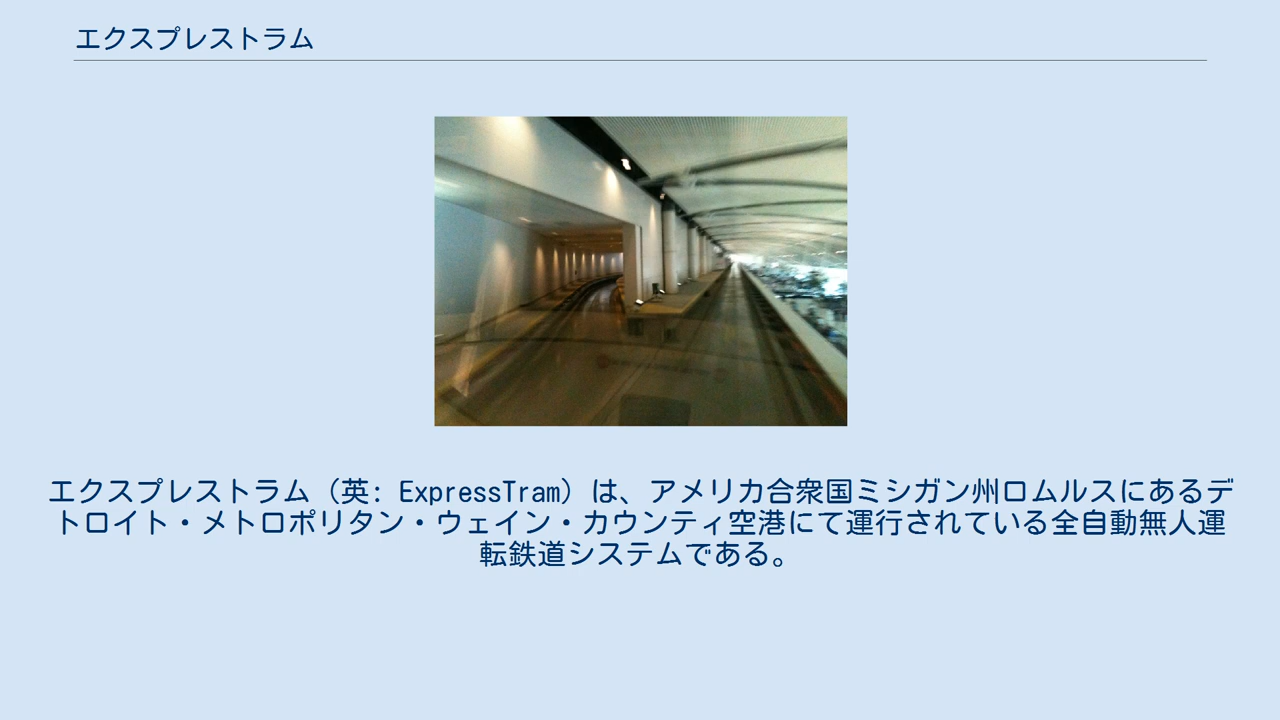 エクスプレストラム
エクスプレストラム（英: ExpressTram）は、アメリカ合衆国ミシガン州ロムルスにあるデ
トロイト・メトロポリタン・ウェイン・カウンティ空港にて運行されている全自動無人運
転鉄道システムである。